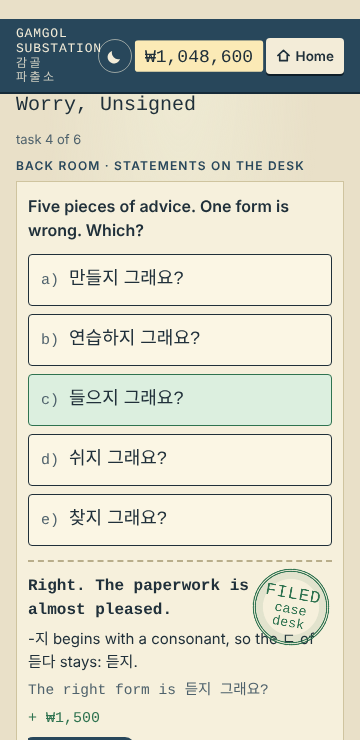 GAMGOL
SUBSTATION
감골
파출소
₩1,048,600
Home
Worry, Unsigned
task 4 of 6
BACK ROOM · STATEMENTS ON THE DESK
Five pieces of advice. One form is
wrong. Which?
a) 만들지 그래요?
b) 연습하지 그래요?
c) 들으지 그래요?
d) 쉬지 그래요?
e) 찾지 그래요?
Right. The paperwork is
almost pleased.
FILED
case
desk
-지 begins with a consonant, so the ㄷ of
듣다 stays: 듣지.
The right form is 듣지 그래요?
+ ₩1,500